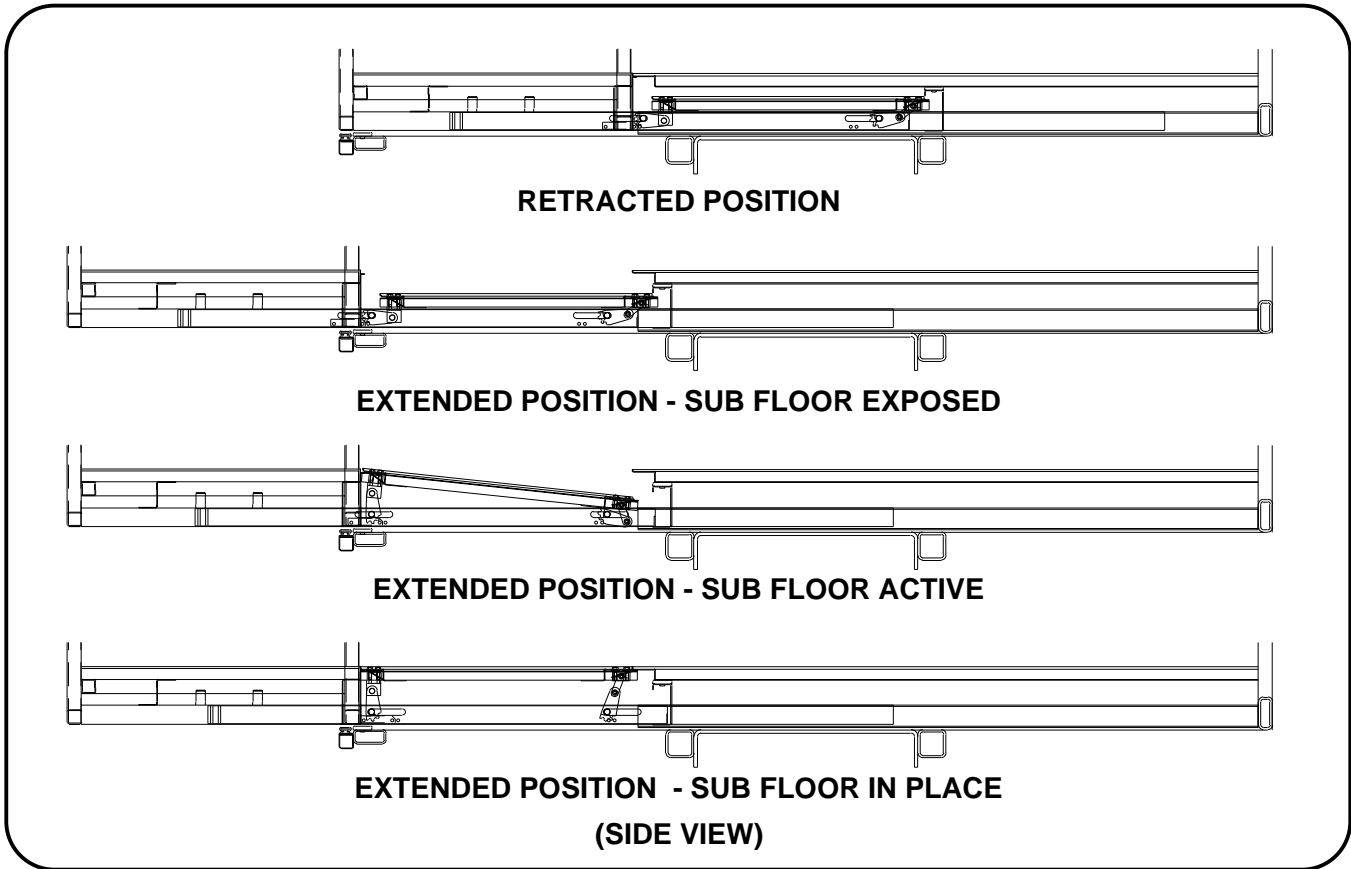 RETRACTED POSITION
EXTENDED POSITION - SUB FLOOR EXPOSED
EXTENDED POSITION - SUB FLOOR ACTIVE
EXTENDED POSITION - SUB FLOOR IN PLACE
(SIDE VIEW)